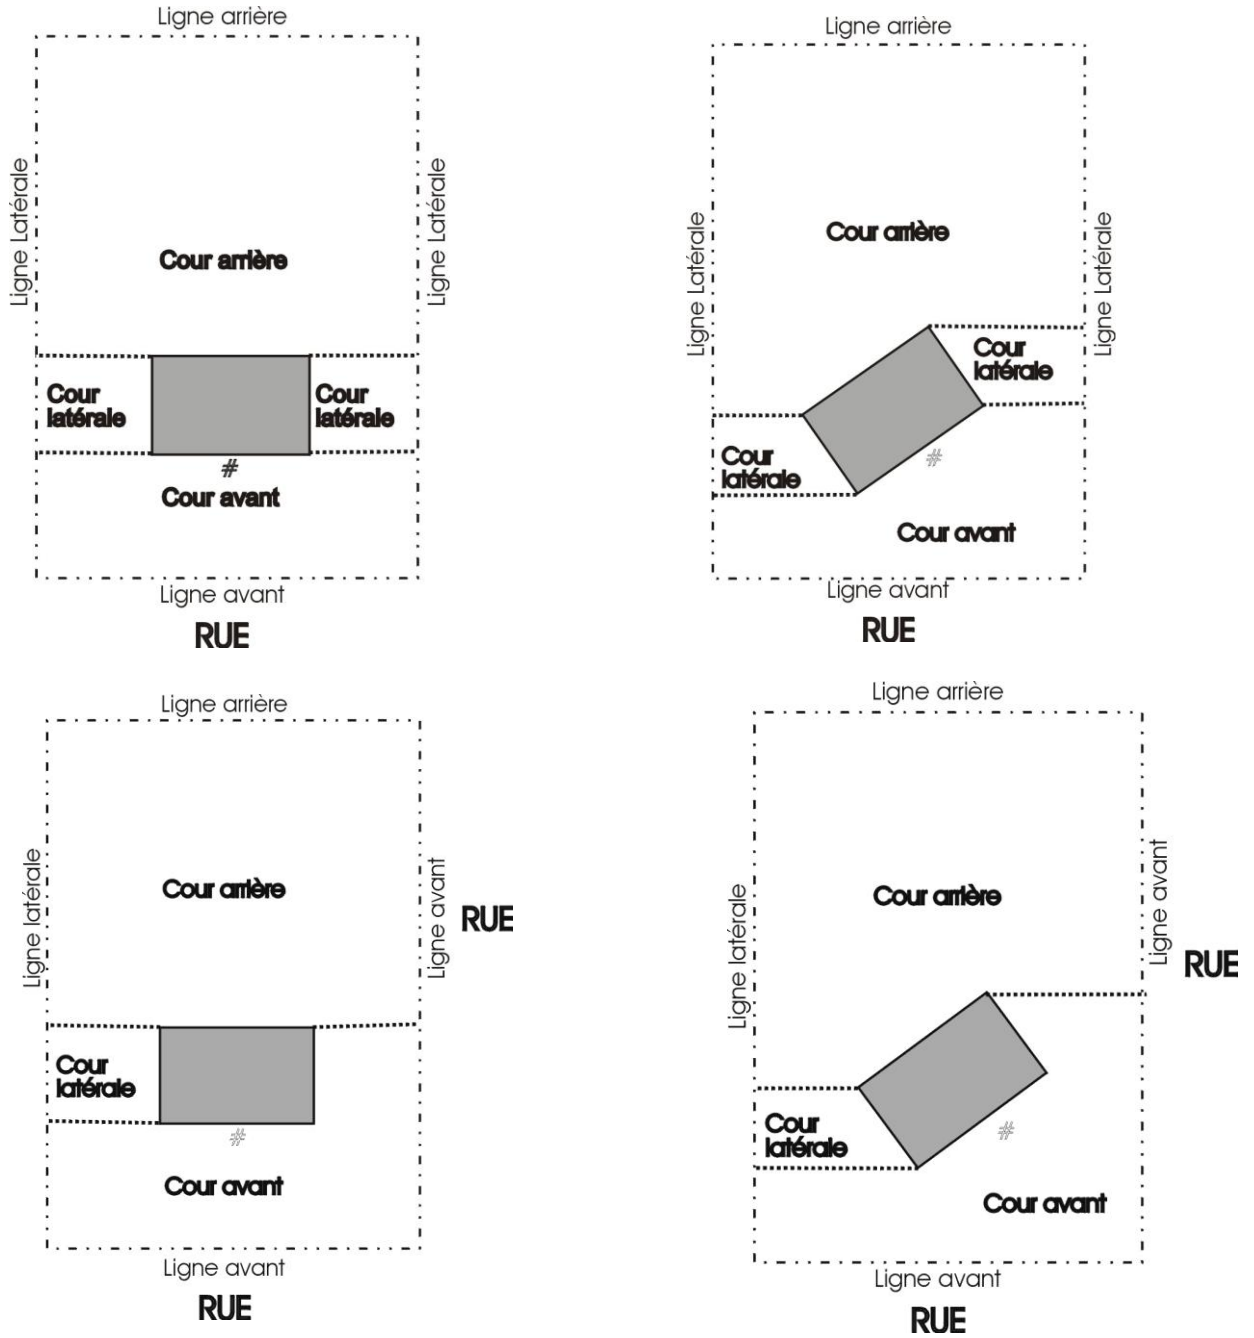 Ligne arrière
Ligne Latérale
Ligne Latérale
Cour arrière
Cour
latérale
Cour
latérale
#
Cour avant
Ligne avant
RUE
Ligne arrière
Ligne Latérale
Ligne Latérale
Cour arrière
Cour
latérale
Cour
latérale
#
Cour avant
Ligne avant
RUE
Ligne arrière
Ligne latérale
Cour arrière
Ligne avant
RUE
Cour
latérale
#
Cour avant
Ligne avant
RUE
Ligne arrière
Ligne latérale
Cour arrière
Ligne avant
RUE
Cour
latérale
#
Cour avant
Ligne avant
RUE